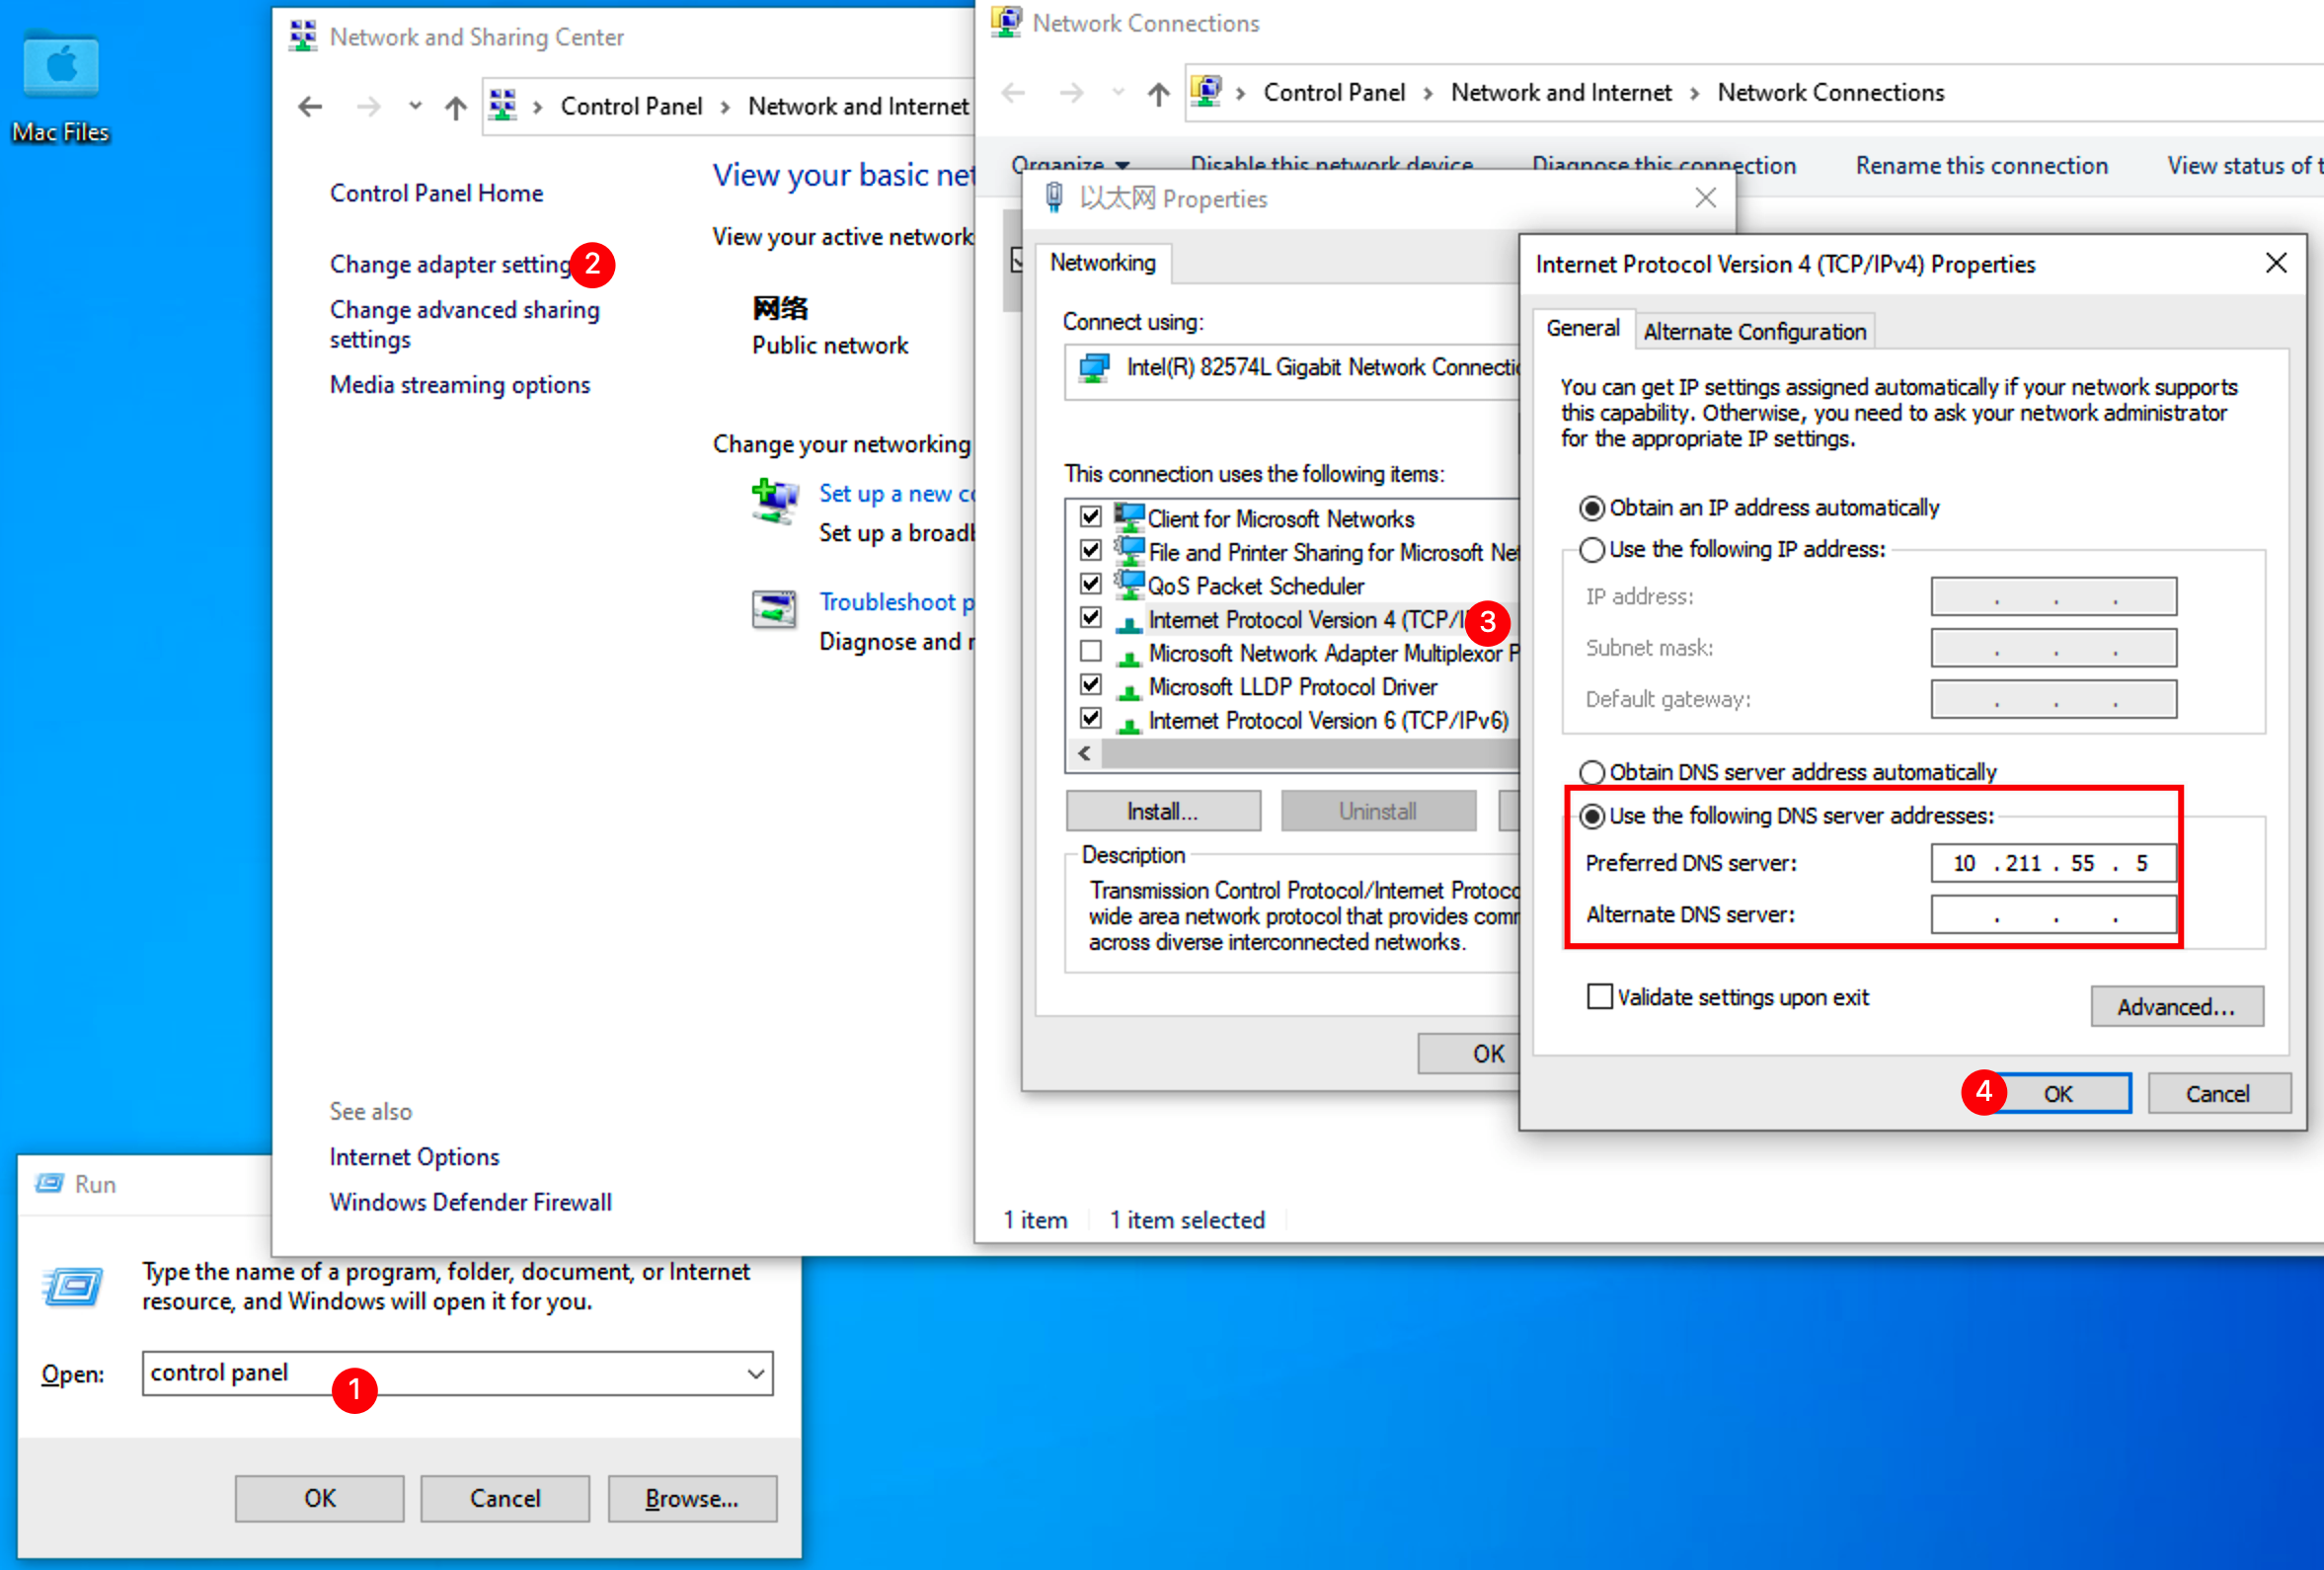 Mac Files
Network and Sharing Center
Control Panel > Network and Internet
Control Panel Home
Change adapter setting
2
Change advanced sharing
settings
Media streaming options
View your basic net
View your active network
网络
Public network
Change your networking
Set up a new co
Set up a broadb
Troubleshoot p
Diagnose and r
See also
Internet Options
Windows Defender Firewall
Network Connections
Control Panel > Network and Internet > Network Connections
Organize
Disable this network device
Diagnose this connection
Rename this connection
View status of t
以太网 Properties
Networking
Connect using:
Intel(R) 82574L Gigabit Network Connectio
This connection uses the following items:
Client for Microsoft Networks
File and Printer Sharing for Microsoft Net
QoS Packet Scheduler
Internet Protocol Version 4 (TCP/I
3
Microsoft Network Adapter Multiplexor P
Microsoft LLDP Protocol Driver
Internet Protocol Version 6 (TCP/IPv6)
Install...
Uninstall
Description
Transmission Control Protocol/Internet Protoco
wide area network protocol that provides comm
across diverse interconnected networks.
OK
1 item
1 item selected
Internet Protocol Version 4 (TCP/IPv4) Properties
General
Alternate Configuration
You can get IP settings assigned automatically if your network supports
this capability. Otherwise, you need to ask your network administrator
for the appropriate IP settings.
Obtain an IP address automatically
Use the following IP address:
IP address: . . .
Subnet mask: . . .
Default gateway: . . .
Obtain DNS server address automatically
Use the following DNS server addresses:
Preferred DNS server: 10 . 211 . 55 . 5
Alternate DNS server: . . .
Validate settings upon exit
Advanced...
4
OK
Cancel
Run
Type the name of a program, folder, document, or Internet
resource, and Windows will open it for you.
Open: control panel
1
OK
Cancel
Browse...